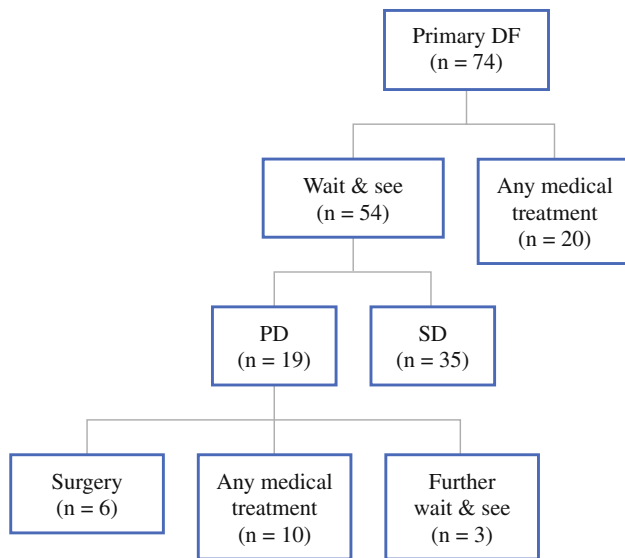 Primary DF
(n = 74)
Wait & see
(n = 54)
Any medical
treatment
(n = 20)
PD
(n = 19)
SD
(n = 35)
Surgery
(n = 6)
Any medical
treatment
(n = 10)
Further
wait & see
(n = 3)